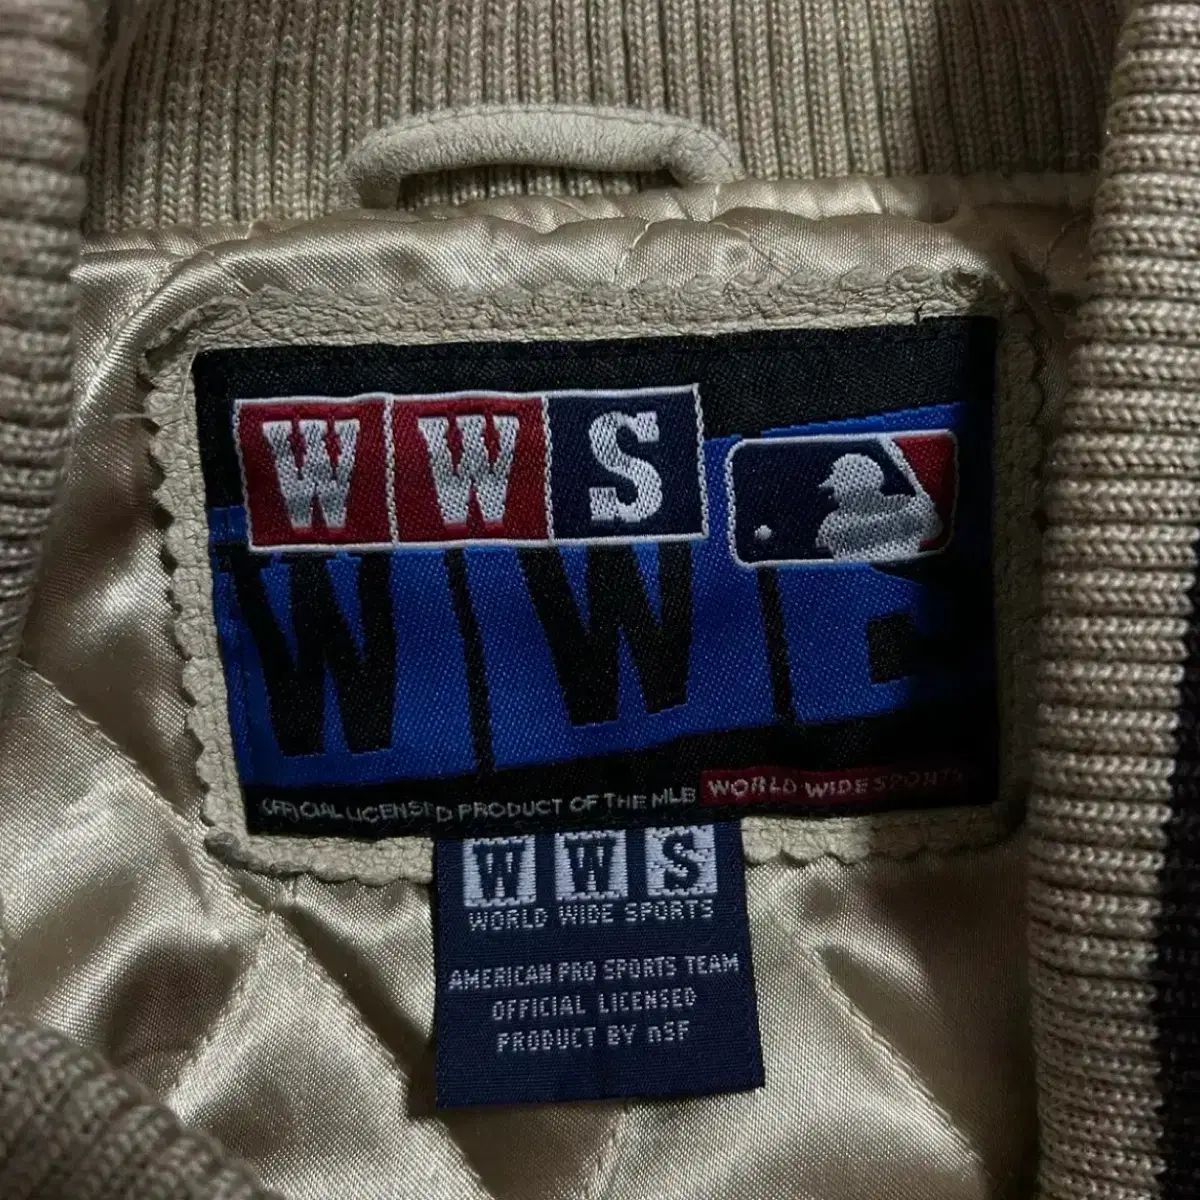 WWS
WWS
OFFICIAL LICENSED PRODUCT OF THE MLB WORLD WIDE SPORTS
WWS
WORLD WIDE SPORTS
AMERICAN PRO SPORTS TEAM
OFFICIAL LICENSED
PRODUCT BY nSF